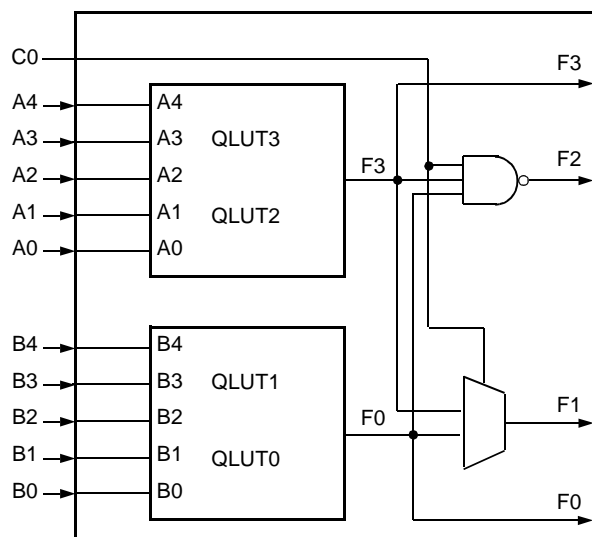 C0 F3
A4 A4
A3 A3 QLUT3
A2 A2 F3 F2
A1 A1 QLUT2
A0 A0
B4 B4
B3 B3 QLUT1
B2 B2 F0 F1
B1 B1 QLUT0
B0 B0 F0